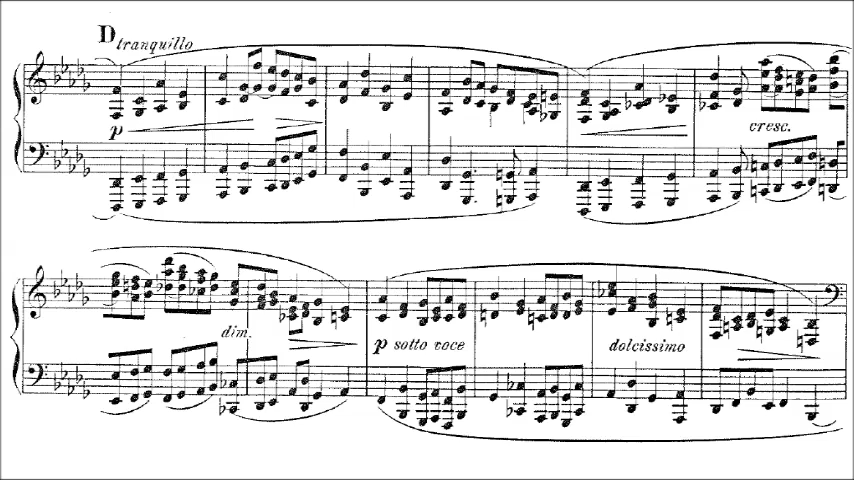 D
tranquillo
p
cresc.
dim.
p sotto voce
dolcissimo